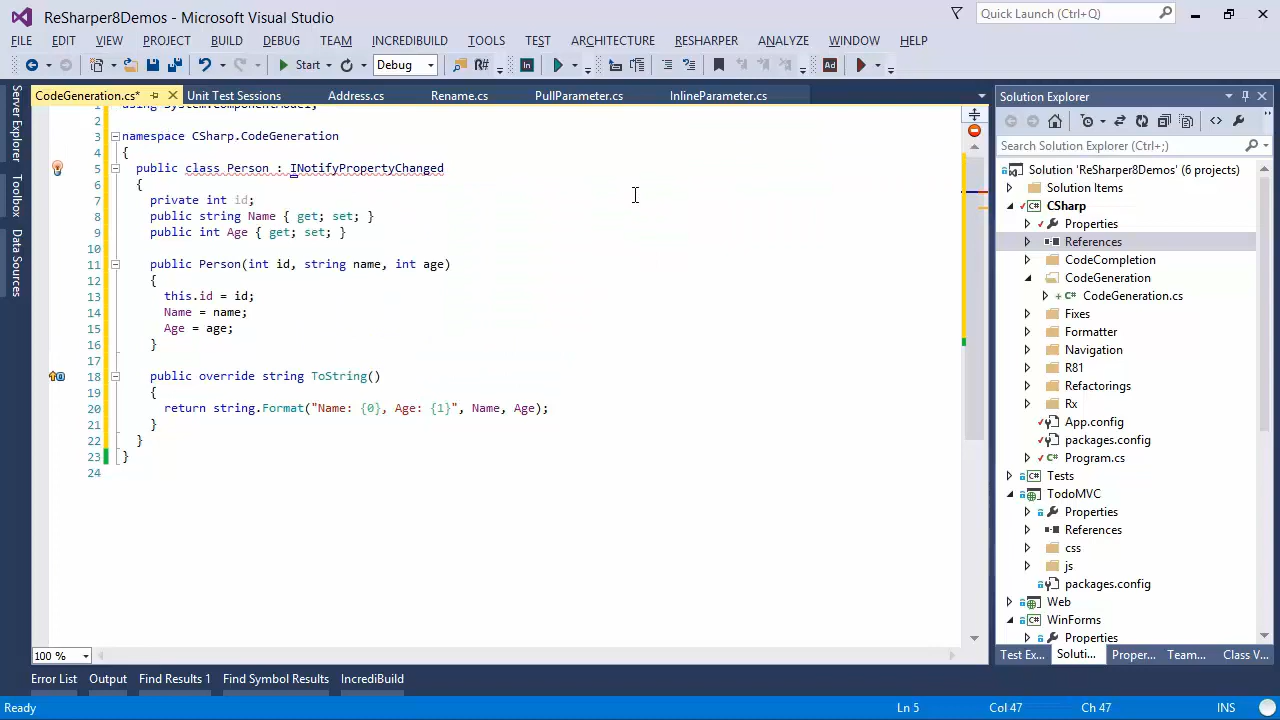 ReSharper8Demos - Microsoft Visual Studio
Quick Launch (Ctrl+Q)
FILE EDIT VIEW PROJECT BUILD DEBUG TEAM INCREDIBUILD TOOLS TEST ARCHITECTURE RESHARPER ANALYZE WINDOW HELP
Start Debug R# Ad
CodeGeneration.cs* Unit Test Sessions Address.cs Rename.cs PullParameter.cs InlineParameter.cs
Server Explorer
Toolbox
Data Sources
1 using System.ComponentModel;
2
3 namespace CSharp.CodeGeneration
4 {
5 public class Person : INotifyPropertyChanged
6 {
7 private int id;
8 public string Name { get; set; }
9 public int Age { get; set; }
10
11 public Person(int id, string name, int age)
12 {
13 this.id = id;
14 Name = name;
15 Age = age;
16 }
17
18 public override string ToString()
19 {
20 return string.Format("Name: {0}, Age: {1}", Name, Age);
21 }
22 }
23 }
24
100 %
Solution Explorer
Search Solution Explorer (Ctrl+;)
Solution 'ReSharper8Demos' (6 projects)
Solution Items
C# CSharp
Properties
References
CodeCompletion
CodeGeneration
C# CodeGeneration.cs
Fixes
Formatter
Navigation
R81
Refactorings
Rx
App.config
packages.config
C# Program.cs
C# Tests
TodoMVC
Properties
References
css
js
packages.config
Web
C# WinForms
Properties
Test Ex... Soluti... Proper... Team... Class V...
Error List Output Find Results 1 Find Symbol Results IncrediBuild
Ready Ln 5 Col 47 Ch 47 INS